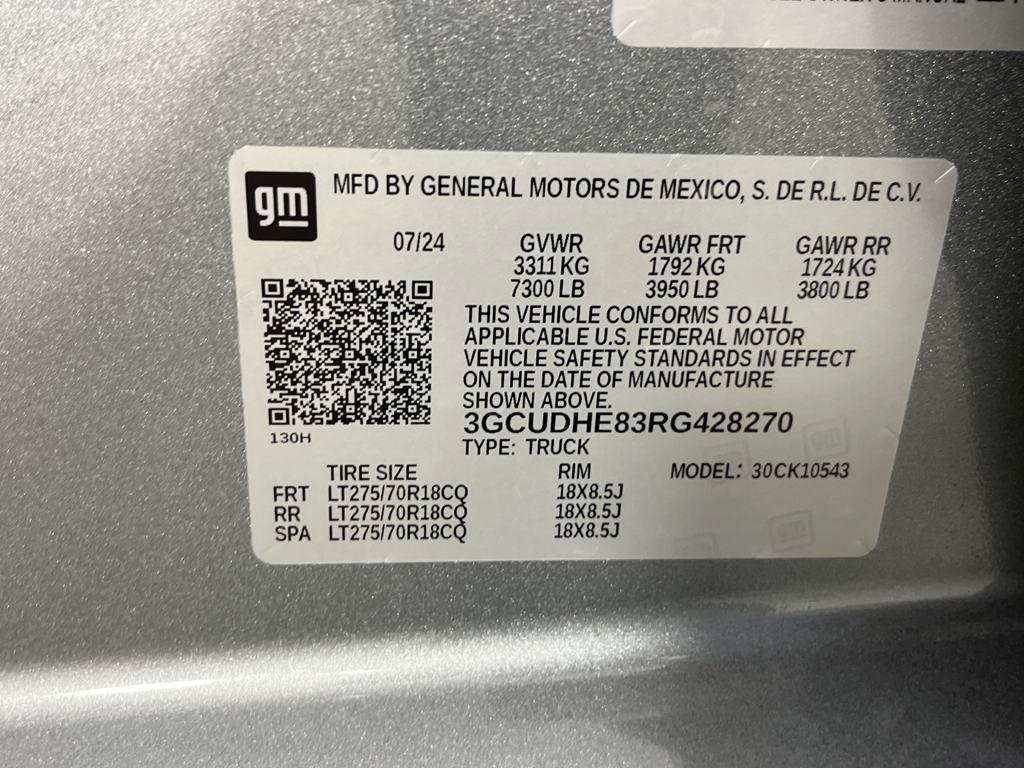 OWNER'S MANUAL
gm
MFD BY GENERAL MOTORS DE MEXICO, S. DE R.L. DE C.V.
07/24 GVWR GAWR FRT GAWR RR
3311 KG 1792 KG 1724 KG
7300 LB 3950 LB 3800 LB
THIS VEHICLE CONFORMS TO ALL
APPLICABLE U.S. FEDERAL MOTOR
VEHICLE SAFETY STANDARDS IN EFFECT
ON THE DATE OF MANUFACTURE
SHOWN ABOVE.
3GCUDHE83RG428270
130H
TYPE: TRUCK
TIRE SIZE RIM MODEL: 30CK10543
FRT LT275/70R18CQ 18X8.5J
RR LT275/70R18CQ 18X8.5J
SPA LT275/70R18CQ 18X8.5J